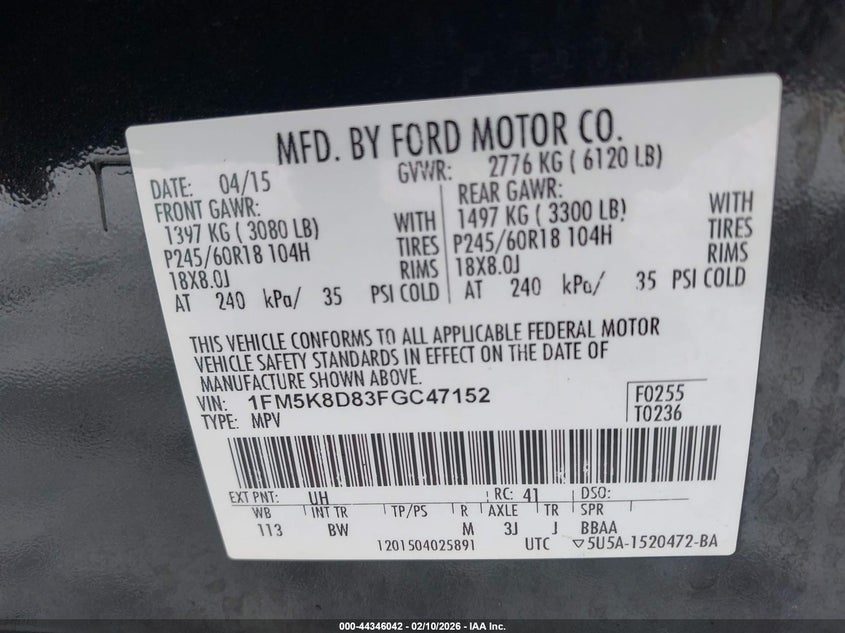 MFD. BY FORD MOTOR CO.
DATE: 04/15 GVWR: 2776 KG ( 6120 LB)
FRONT GAWR: REAR GAWR:
1397 KG ( 3080 LB) WITH 1497 KG ( 3300 LB) WITH
P245/60R18 104H TIRES P245/60R18 104H TIRES
18X8.0J RIMS 18X8.0J RIMS
AT 240 kPa/ 35 PSI COLD AT 240 kPa/ 35 PSI COLD
THIS VEHICLE CONFORMS TO ALL APPLICABLE FEDERAL MOTOR
VEHICLE SAFETY STANDARDS IN EFFECT ON THE DATE OF
MANUFACTURE SHOWN ABOVE.
VIN: 1FM5K8D83FGC47152 F0255
TYPE: MPV T0236
EXT PNT: UH RC: 41 DSO:
WB INT TR TP/PS R AXLE TR SPR
113 BW M 3J J BBAA
1201504025891 UTC ▽5U5A-1520472-BA
000-44346042 - 02/10/2026 - IAA Inc.